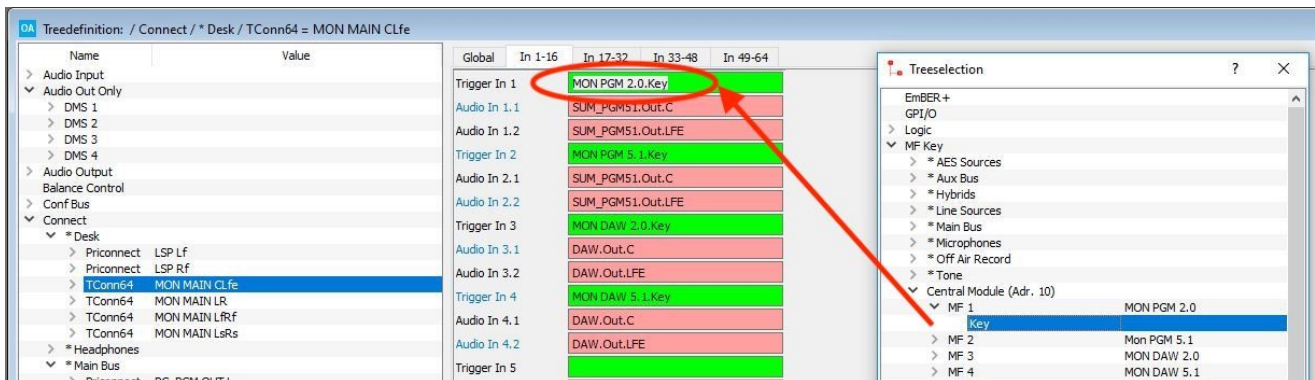 OA Treedefinition: / Connect / * Desk / TConn64 = MON MAIN CLfe
Name Value
Audio Input
Audio Out Only
DMS 1
DMS 2
DMS 3
DMS 4
Audio Output
Balance Control
Conf Bus
Connect
* Desk
Priconnect LSP Lf
Priconnect LSP Rf
TConn64 MON MAIN CLfe
TConn64 MON MAIN LR
TConn64 MON MAIN LfRf
TConn64 MON MAIN LsRs
* Headphones
* Main Bus
Global In 1-16 In 17-32 In 33-48 In 49-64
Trigger In 1 MON PGM 2.0.Key
Audio In 1.1 SUM_PGM51.Out.C
Audio In 1.2 SUM_PGM51.Out.LFE
Trigger In 2 MON PGM 5.1.Key
Audio In 2.1 SUM_PGM51.Out.C
Audio In 2.2 SUM_PGM51.Out.LFE
Trigger In 3 MON DAW 2.0.Key
Audio In 3.1 DAW.Out.C
Audio In 3.2 DAW.Out.LFE
Trigger In 4 MON DAW 5.1.Key
Audio In 4.1 DAW.Out.C
Audio In 4.2 DAW.Out.LFE
Trigger In 5
Treeselection ?
EmBER+
GPI/O
Logic
MF Key
* AES Sources
* Aux Bus
* Hybrids
* Line Sources
* Main Bus
* Microphones
* Off Air Record
* Tone
Central Module (Adr. 10)
MF 1 MON PGM 2.0
Key
MF 2 Mon PGM 5.1
MF 3 MON DAW 2.0
MF 4 MON DAW 5.1